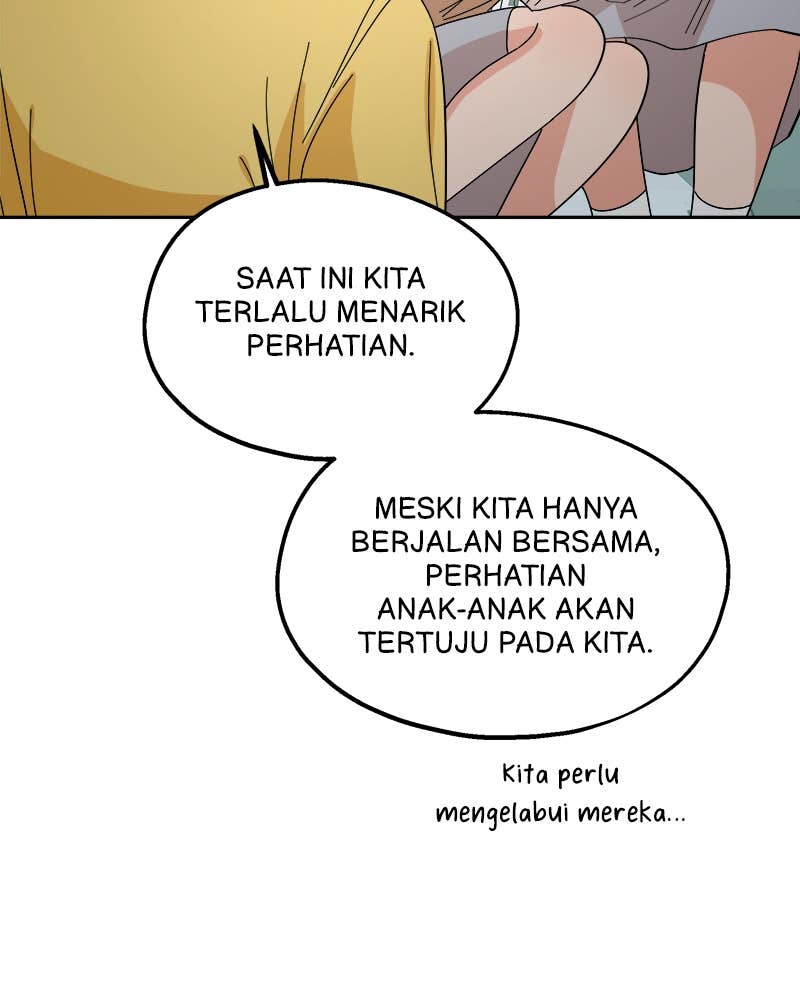 SAAT INI KITA
TERLALU MENARIK
PERHATIAN.
MESKI KITA HANYA
BERJALAN BERSAMA,
PERHATIAN
ANAK-ANAK AKAN
TERTUJU PADA KITA.
Kita perlu
mengelabui mereka...